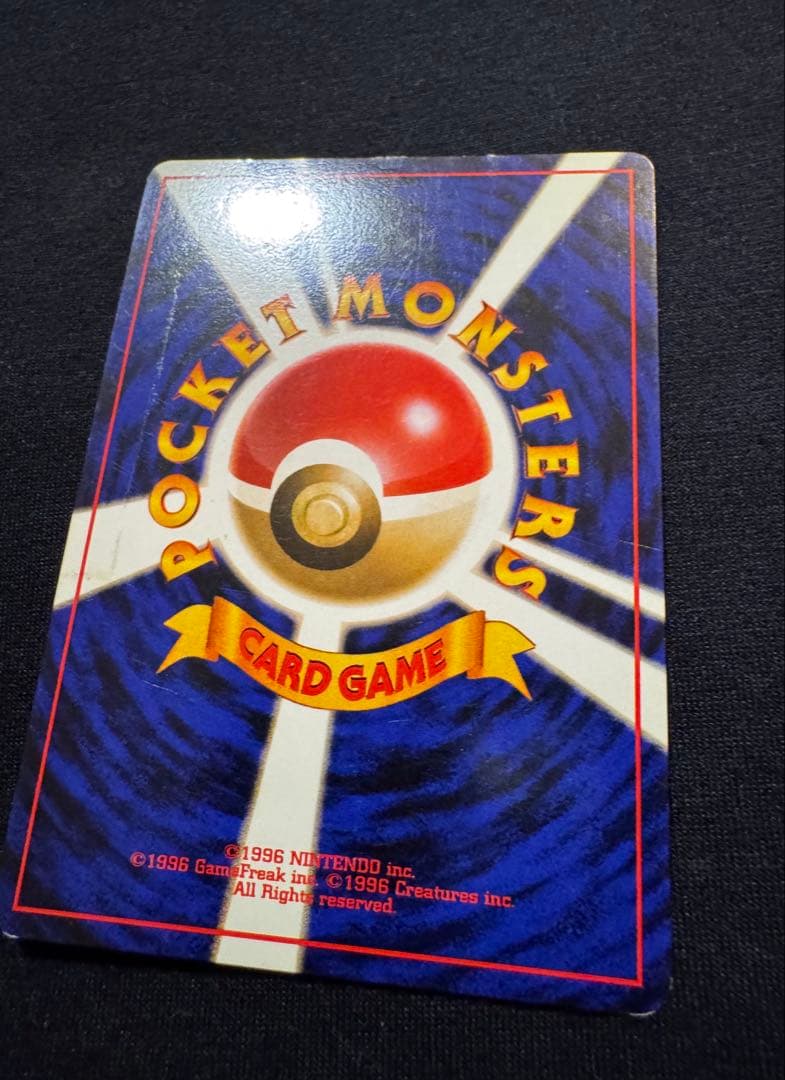 POCKET MONSTERS
CARD GAME
©1996 NINTENDO inc.
©1996 GameFreak inc. ©1996 Creatures inc.
All Rights reserved.